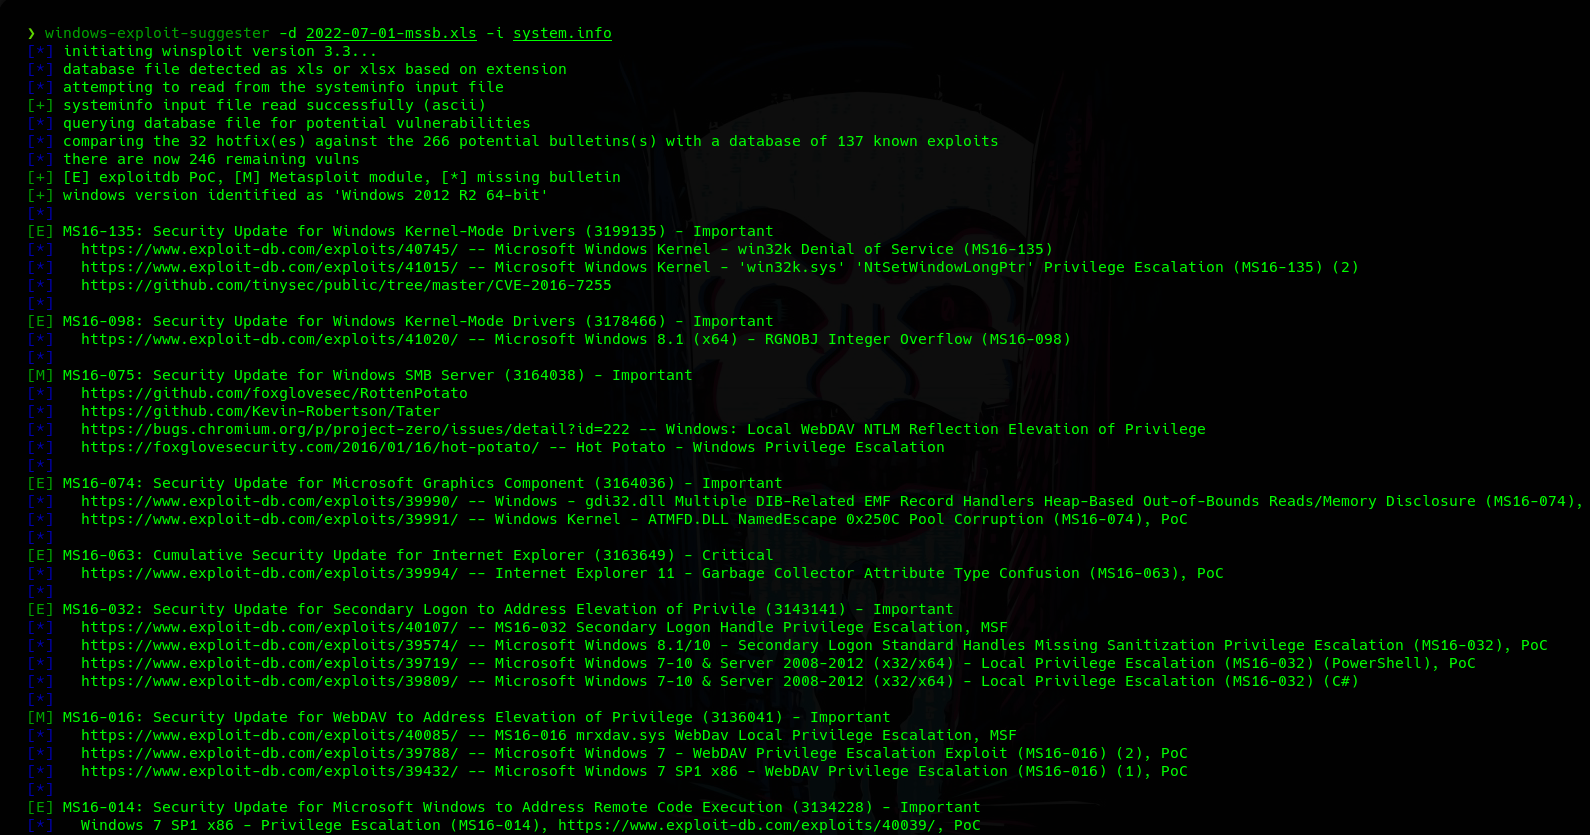 ❯ windows-exploit-suggester -d 2022-07-01-mssb.xls -i system.info
[*] initiating winsploit version 3.3...
[*] database file detected as xls or xlsx based on extension
[*] attempting to read from the systeminfo input file
[+] systeminfo input file read successfully (ascii)
[*] querying database file for potential vulnerabilities
[*] comparing the 32 hotfix(es) against the 266 potential bulletins(s) with a database of 137 known exploits
[*] there are now 246 remaining vulns
[+] [E] exploitdb PoC, [M] Metasploit module, [*] missing bulletin
[+] windows version identified as 'Windows 2012 R2 64-bit'
[*]
[E] MS16-135: Security Update for Windows Kernel-Mode Drivers (3199135) - Important
[*]   https://www.exploit-db.com/exploits/40745/ -- Microsoft Windows Kernel - win32k Denial of Service (MS16-135)
[*]   https://www.exploit-db.com/exploits/41015/ -- Microsoft Windows Kernel - 'win32k.sys' 'NtSetWindowLongPtr' Privilege Escalation (MS16-135) (2)
[*]   https://github.com/tinysec/public/tree/master/CVE-2016-7255
[*]
[E] MS16-098: Security Update for Windows Kernel-Mode Drivers (3178466) - Important
[*]   https://www.exploit-db.com/exploits/41020/ -- Microsoft Windows 8.1 (x64) - RGNOBJ Integer Overflow (MS16-098)
[*]
[M] MS16-075: Security Update for Windows SMB Server (3164038) - Important
[*]   https://github.com/foxglovesec/RottenPotato
[*]   https://github.com/Kevin-Robertson/Tater
[*]   https://bugs.chromium.org/p/project-zero/issues/detail?id=222 -- Windows: Local WebDAV NTLM Reflection Elevation of Privilege
[*]   https://foxglovesecurity.com/2016/01/16/hot-potato/ -- Hot Potato - Windows Privilege Escalation
[*]
[E] MS16-074: Security Update for Microsoft Graphics Component (3164036) - Important
[*]   https://www.exploit-db.com/exploits/39990/ -- Windows - gdi32.dll Multiple DIB-Related EMF Record Handlers Heap-Based Out-of-Bounds Reads/Memory Disclosure (MS16-074),
[*]   https://www.exploit-db.com/exploits/39991/ -- Windows Kernel - ATMFD.DLL NamedEscape 0x250C Pool Corruption (MS16-074), PoC
[*]
[E] MS16-063: Cumulative Security Update for Internet Explorer (3163649) - Critical
[*]   https://www.exploit-db.com/exploits/39994/ -- Internet Explorer 11 - Garbage Collector Attribute Type Confusion (MS16-063), PoC
[*]
[E] MS16-032: Security Update for Secondary Logon to Address Elevation of Privile (3143141) - Important
[*]   https://www.exploit-db.com/exploits/40107/ -- MS16-032 Secondary Logon Handle Privilege Escalation, MSF
[*]   https://www.exploit-db.com/exploits/39574/ -- Microsoft Windows 8.1/10 - Secondary Logon Standard Handles Missing Sanitization Privilege Escalation (MS16-032), PoC
[*]   https://www.exploit-db.com/exploits/39719/ -- Microsoft Windows 7-10 & Server 2008-2012 (x32/x64) - Local Privilege Escalation (MS16-032) (PowerShell), PoC
[*]   https://www.exploit-db.com/exploits/39809/ -- Microsoft Windows 7-10 & Server 2008-2012 (x32/x64) - Local Privilege Escalation (MS16-032) (C#)
[*]
[M] MS16-016: Security Update for WebDAV to Address Elevation of Privilege (3136041) - Important
[*]   https://www.exploit-db.com/exploits/40085/ -- MS16-016 mrxdav.sys WebDav Local Privilege Escalation, MSF
[*]   https://www.exploit-db.com/exploits/39788/ -- Microsoft Windows 7 - WebDAV Privilege Escalation Exploit (MS16-016) (2), PoC
[*]   https://www.exploit-db.com/exploits/39432/ -- Microsoft Windows 7 SP1 x86 - WebDAV Privilege Escalation (MS16-016) (1), PoC
[*]
[E] MS16-014: Security Update for Microsoft Windows to Address Remote Code Execution (3134228) - Important
[*]   Windows 7 SP1 x86 - Privilege Escalation (MS16-014), https://www.exploit-db.com/exploits/40039/, PoC